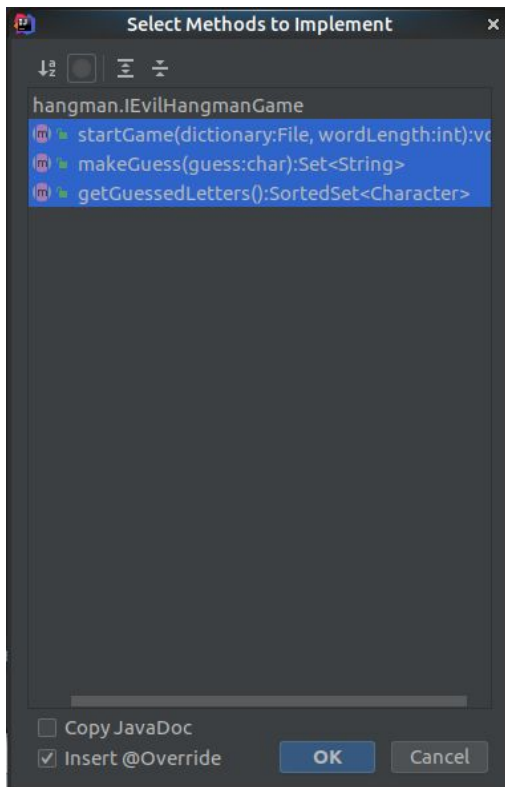 Select Methods to Implement
hangman.IEvilHangmanGame
startGame(dictionary:File, wordLength:int):vo
makeGuess(guess:char):Set<String>
getGuessedLetters():SortedSet<Character>
Copy JavaDoc
Insert @Override
OK
Cancel